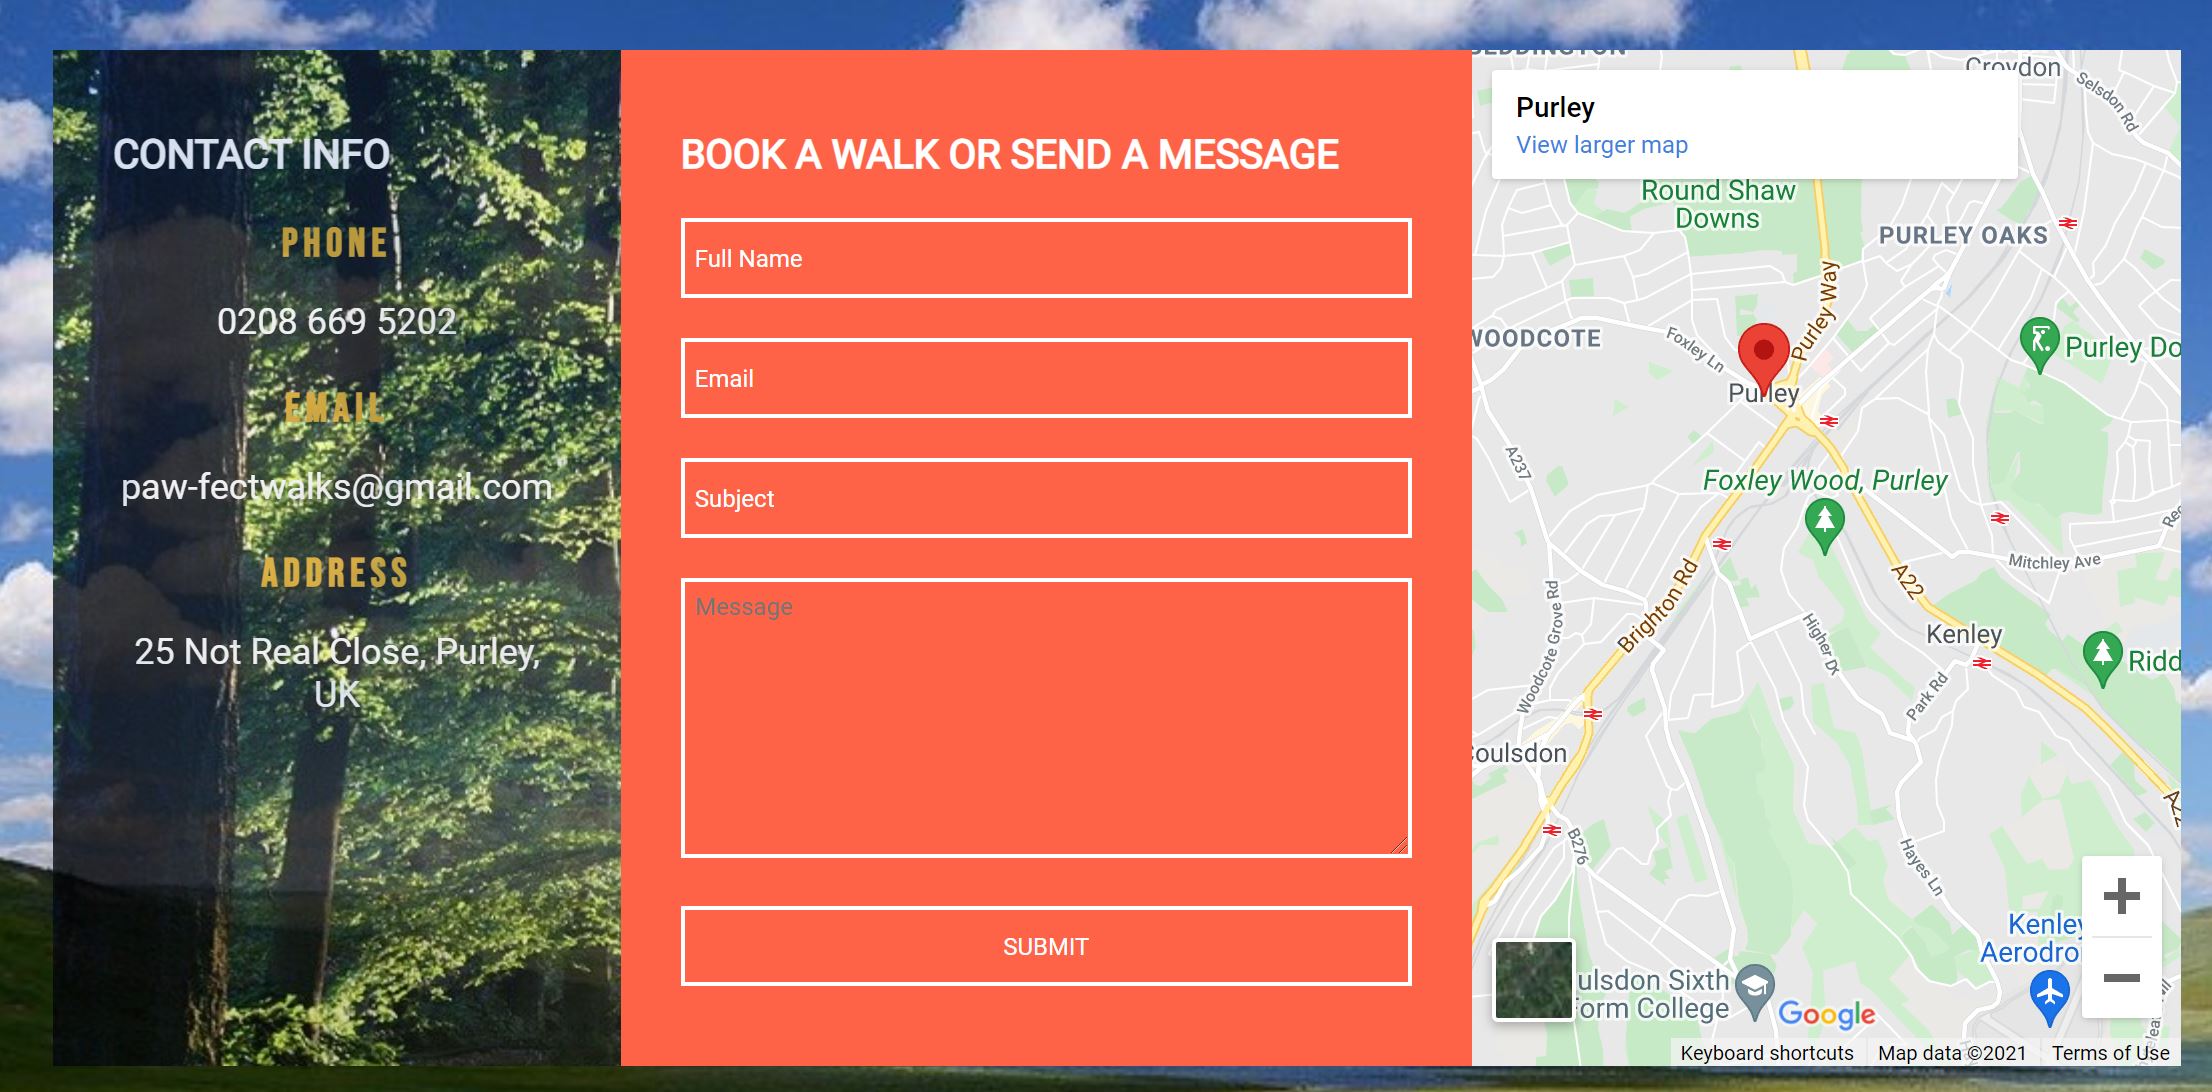 CONTACT INFO
PHONE
0208 669 5202
EMAIL
paw-fectwalks@gmail.com
ADDRESS
25 Not Real Close, Purley,
UK
BOOK A WALK OR SEND A MESSAGE
Full Name
Email
Subject
Message
SUBMIT
Croydon
Selsdon Rd
Purley
View larger map
Round Shaw
Downs
PURLEY OAKS
Purley Way
WOODCOTE
Foxley Ln
Purley Do
Purley
A237
Foxley Wood, Purley
Mitchley Ave
Brighton Rd
A22
Woodcote Grove Rd
Higher Dr
Kenley
Park Rd
Ridd
Coulsdon
B276
Hayes Ln
Kenley
Aerodro
ulsdon Sixth
Form College
Google
Keyboard shortcuts
Map data ©2021
Terms of Use